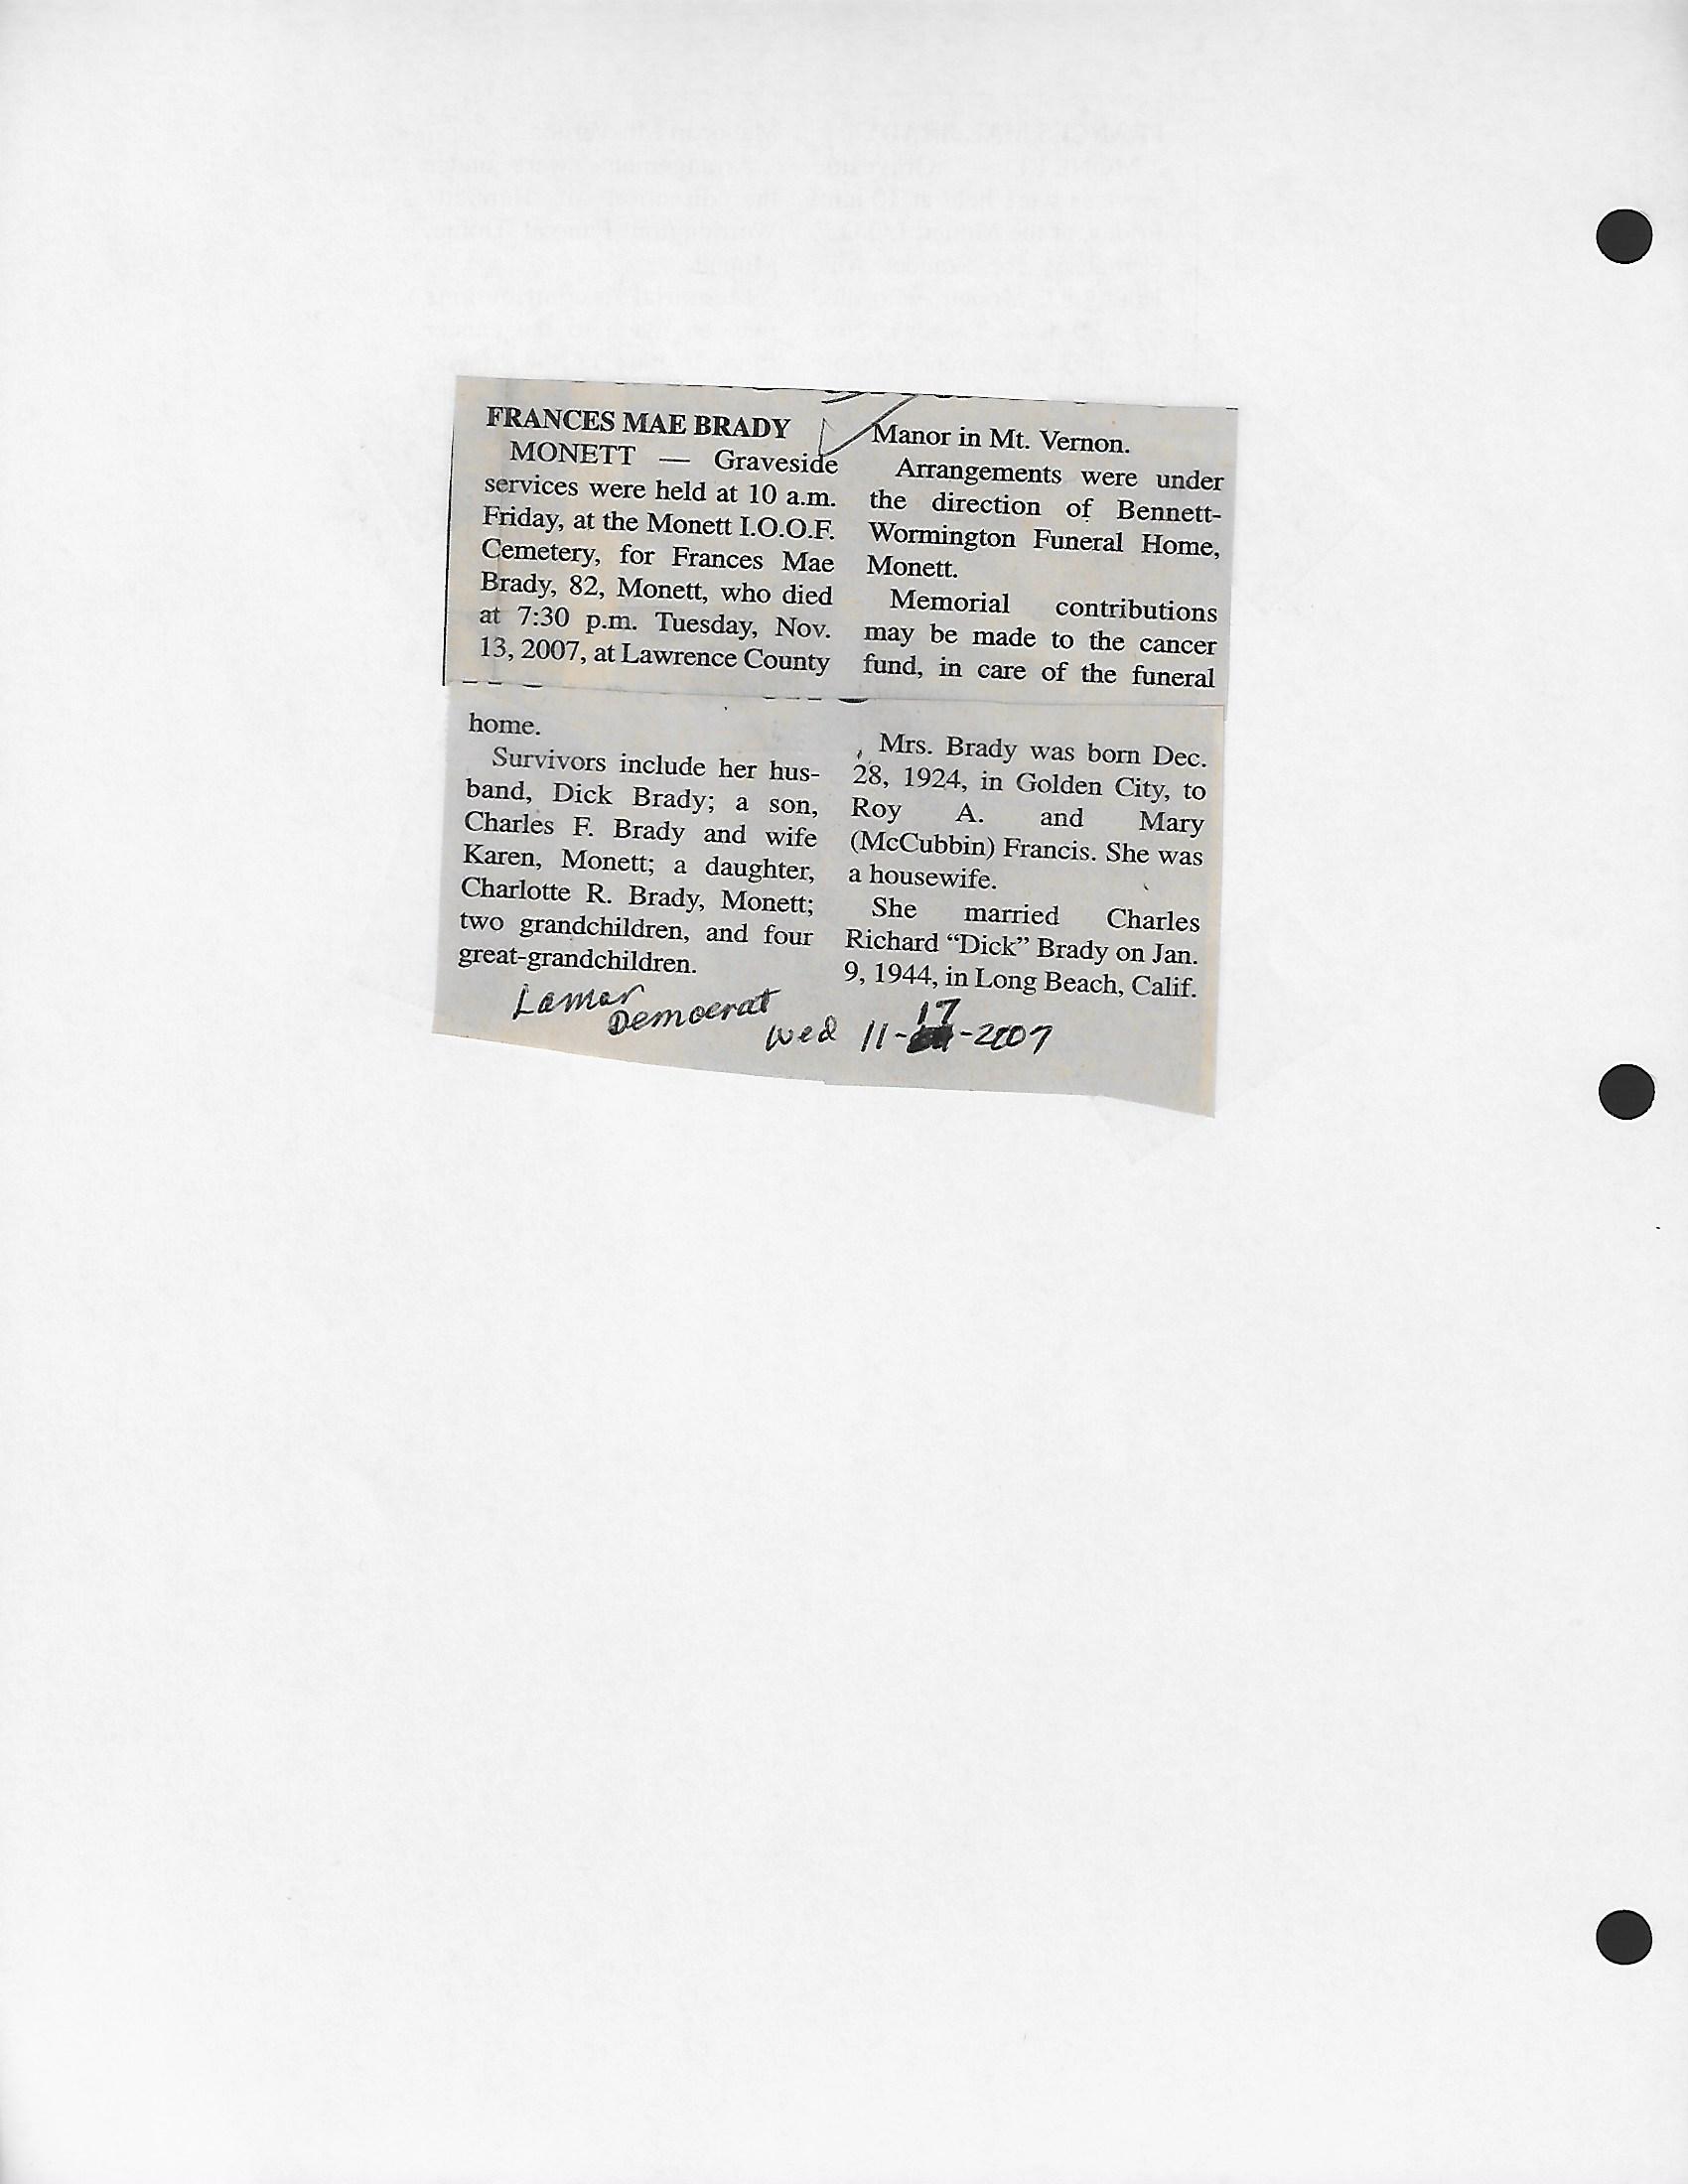 FRANCES MAE BRADY
MONETT — Graveside
services were held at 10 a.m.
Friday, at the Monett I.O.O.F.
Cemetery, for Frances Mae
Brady, 82, Monett, who died
at 7:30 p.m. Tuesday, Nov.
13, 2007, at Lawrence County
Manor in Mt. Vernon.
Arrangements were under
the direction of Bennett-
Wormington Funeral Home,
Monett.
Memorial contributions
may be made to the cancer
fund, in care of the funeral
home.
Survivors include her hus-
band, Dick Brady; a son,
Charles F. Brady and wife
Karen, Monett; a daughter,
Charlotte R. Brady, Monett;
two grandchildren, and four
great-grandchildren.
Mrs. Brady was born Dec.
28, 1924, in Golden City, to
Roy A. and Mary
(McCubbin) Francis. She was
a housewife.
She married Charles
Richard “Dick” Brady on Jan.
9, 1944, in Long Beach, Calif.
Lamar
Democrat
Wed 11-17-2007